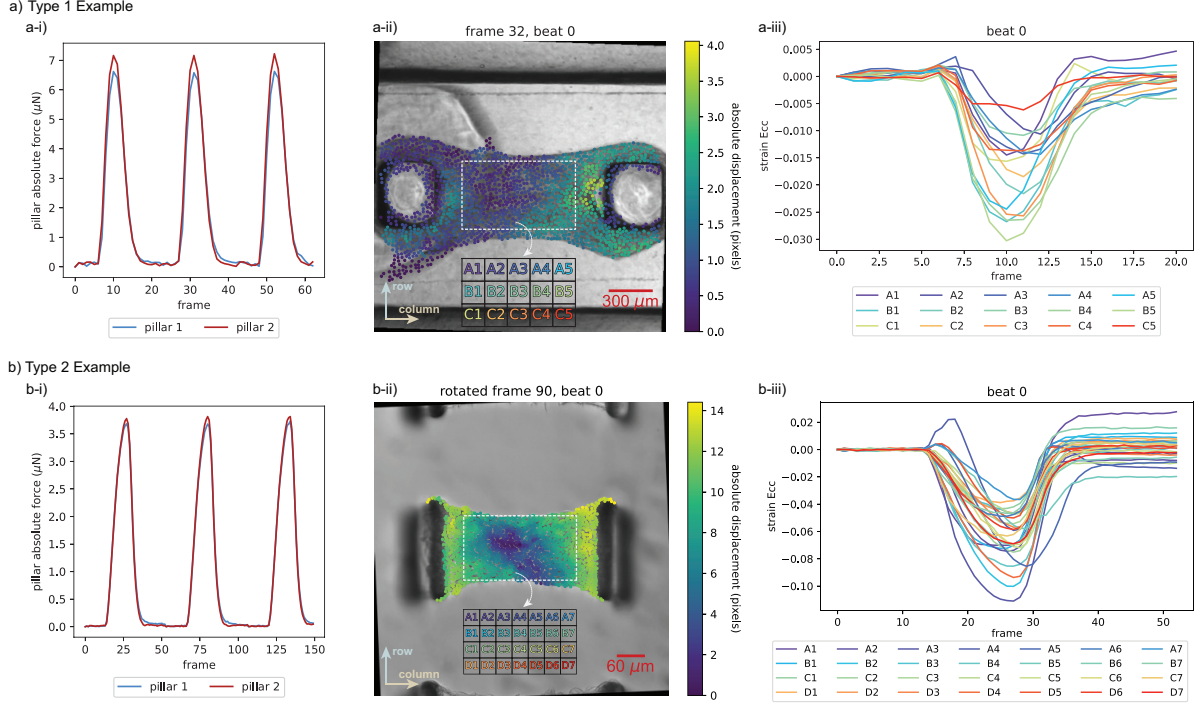 a) Type 1 Example
a-i)
7
6
5
4
3
2
1
0
pillar absolute force (μN)
0 10 20 30 40 50 60
frame
pillar 1 pillar 2
a-ii)
frame 32, beat 0
A1 A2 A3 A4 A5
B1 B2 B3 B4 B5
C1 C2 C3 C4 C5
row
column
300 μm
4.0
3.5
3.0
2.5
2.0
1.5
1.0
0.5
0.0
absolute displacement (pixels)
a-iii)
beat 0
0.005
0.000
−0.005
−0.010
−0.015
−0.020
−0.025
−0.030
strain Ecc
0.0 2.5 5.0 7.5 10.0 12.5 15.0 17.5 20.0
frame
A1 A2 A3 A4 A5
B1 B2 B3 B4 B5
C1 C2 C3 C4 C5
b) Type 2 Example
b-i)
4.0
3.5
3.0
2.5
2.0
1.5
1.0
0.5
0.0
pillar absolute force (μN)
0 25 50 75 100 125 150
frame
pillar 1 pillar 2
b-ii)
rotated frame 90, beat 0
A1 A2 A3 A4 A5 A6 A7
B1 B2 B3 B4 B5 B6 B7
C1 C2 C3 C4 C5 C6 C7
D1 D2 D3 D4 D5 D6 D7
row
column
60 μm
14
12
10
8
6
4
2
0
absolute displacement (pixels)
b-iii)
beat 0
0.02
0.00
−0.02
−0.04
−0.06
−0.08
−0.10
strain Ecc
0 10 20 30 40 50
frame
A1 A2 A3 A4 A5 A6 A7
B1 B2 B3 B4 B5 B6 B7
C1 C2 C3 C4 C5 C6 C7
D1 D2 D3 D4 D5 D6 D7